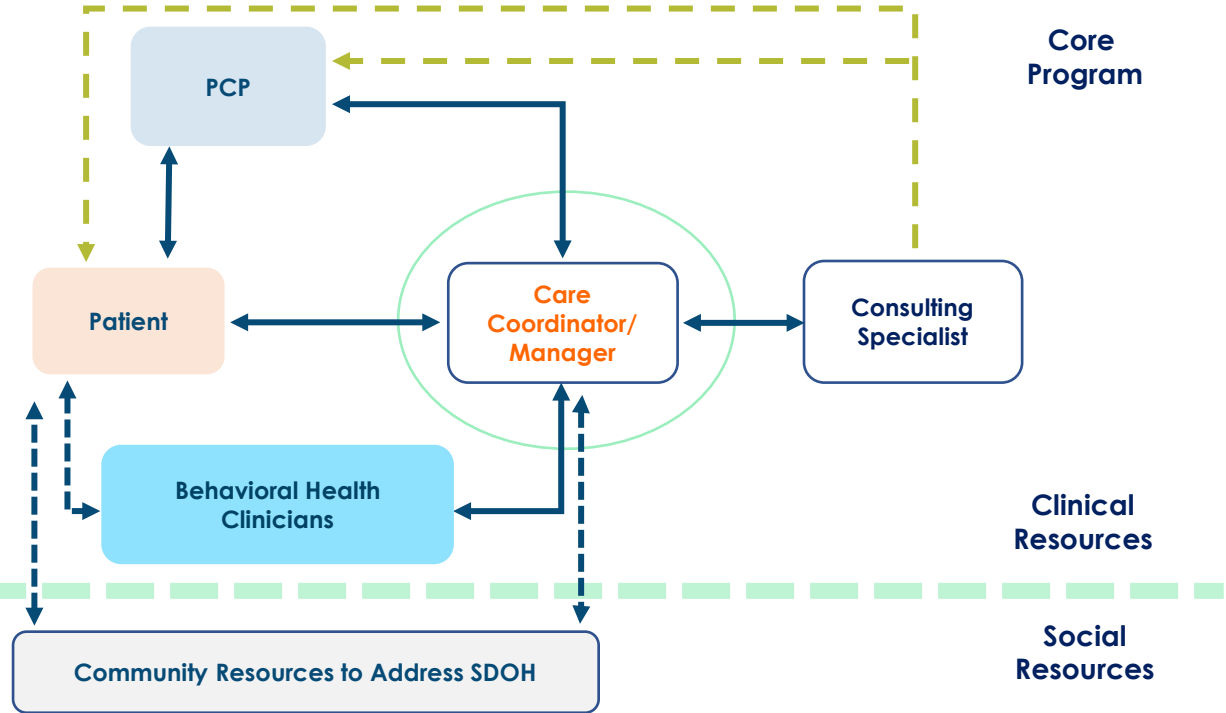 Core
Program
PCP
Care
Coordinator/
Manager
Consulting
Specialist
Patient
Behavioral Health
Clinicians
Clinical
Resources
Social
Resources
Community Resources to Address SDOH